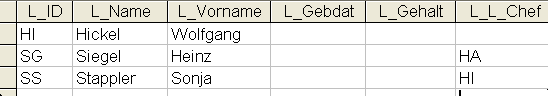 L_ID L_Name L_Vorname L_Gebdat L_Gehalt L_L_Chef
HI Hickel Wolfgang
SG Siegel Heinz HA
SS Stappler Sonja HI